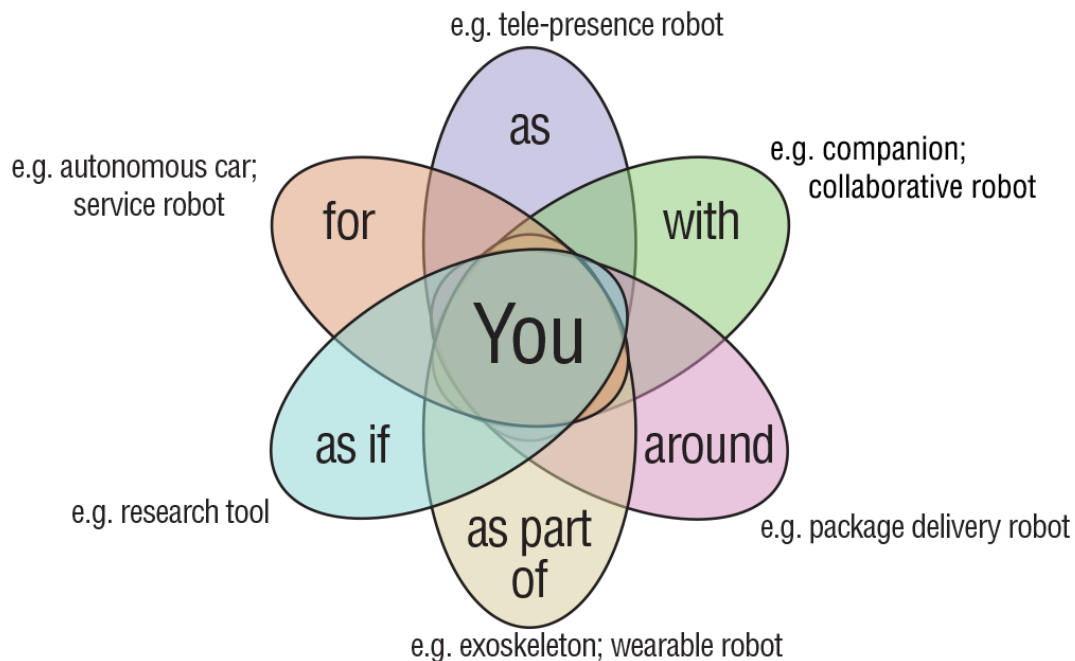 e.g. tele-presence robot
as
e.g. autonomous car;
service robot
for
e.g. companion;
collaborative robot
with
You
as if
e.g. research tool
around
e.g. package delivery robot
as part
of
e.g. exoskeleton; wearable robot